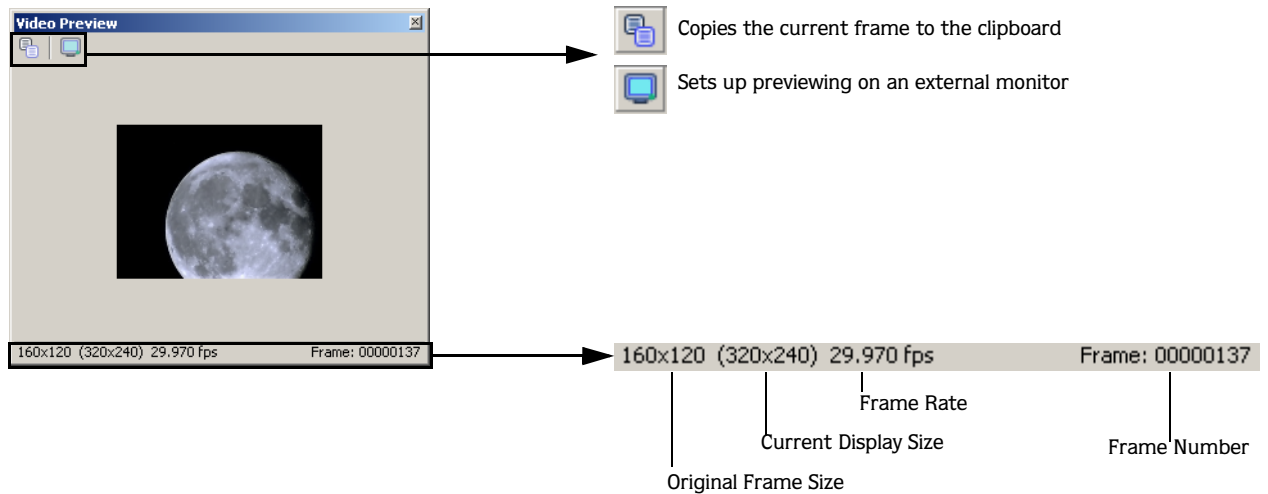 Video Preview
Copies the current frame to the clipboard
Sets up previewing on an external monitor
160x120 (320x240) 29.970 fps Frame: 00000137
160x120 (320x240) 29.970 fps Frame: 00000137
Frame Rate
Current Display Size
Frame Number
Original Frame Size